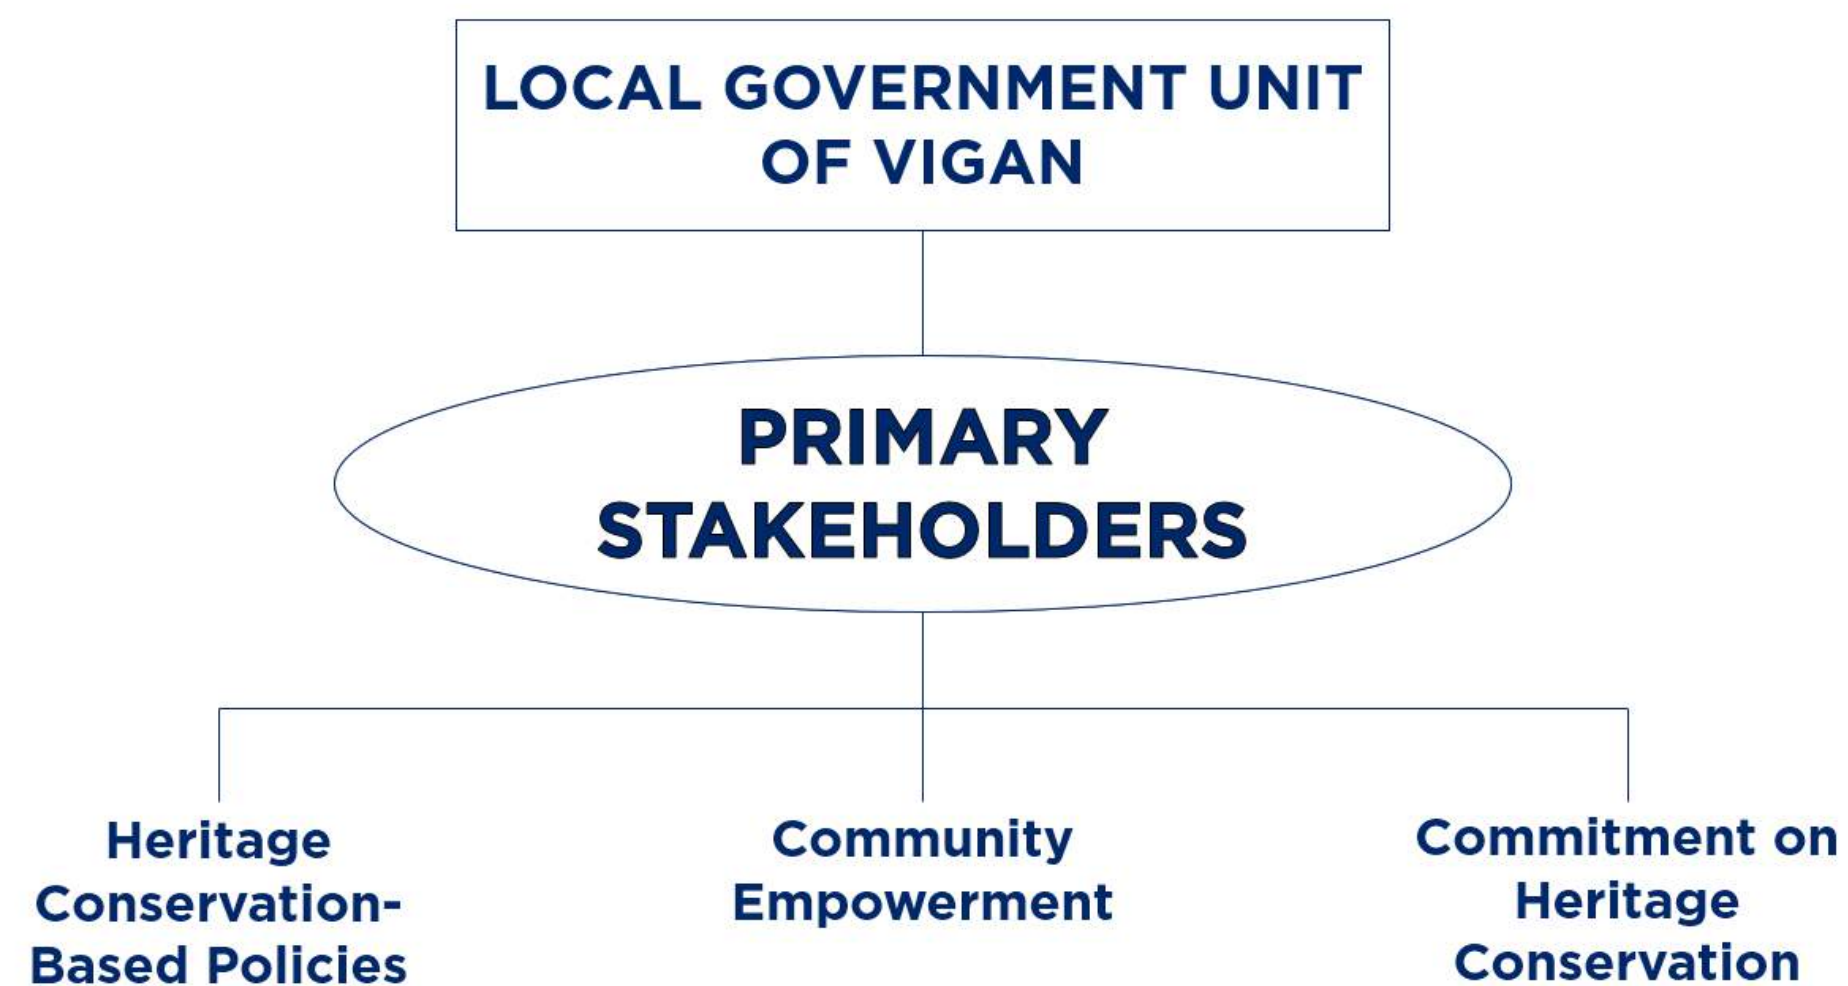 LOCAL GOVERNMENT UNIT
OF VIGAN
PRIMARY
STAKEHOLDERS
Heritage
Conservation-
Based Policies
Community
Empowerment
Commitment on
Heritage
Conservation